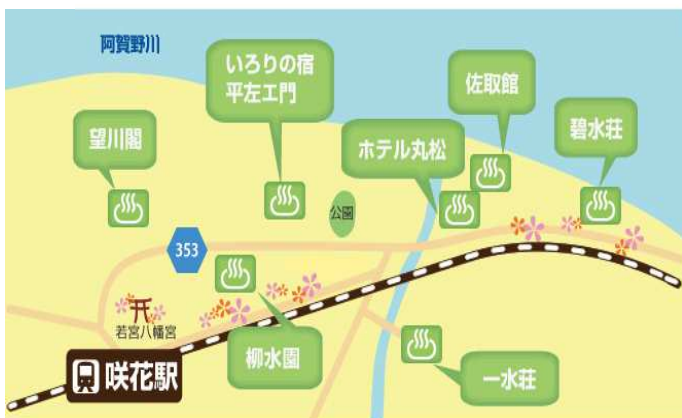 阿賀野川
いろりの宿
平左エ門
佐取館
望川閣
ホテル丸松
碧水荘
公園
353
若宮八幡宮
咲花駅
柳水園
一水荘